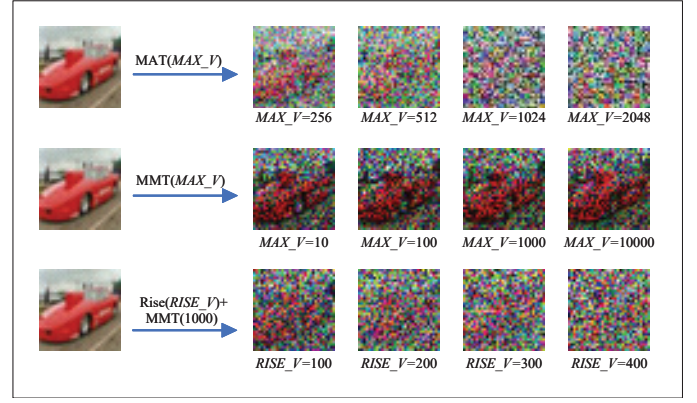 MAT(MAX_V)
MAX_V=256
MAX_V=512
MAX_V=1024
MAX_V=2048
MMT(MAX_V)
MAX_V=10
MAX_V=100
MAX_V=1000
MAX_V=10000
Rise(RISE_V)+
MMT(1000)
RISE_V=100
RISE_V=200
RISE_V=300
RISE_V=400